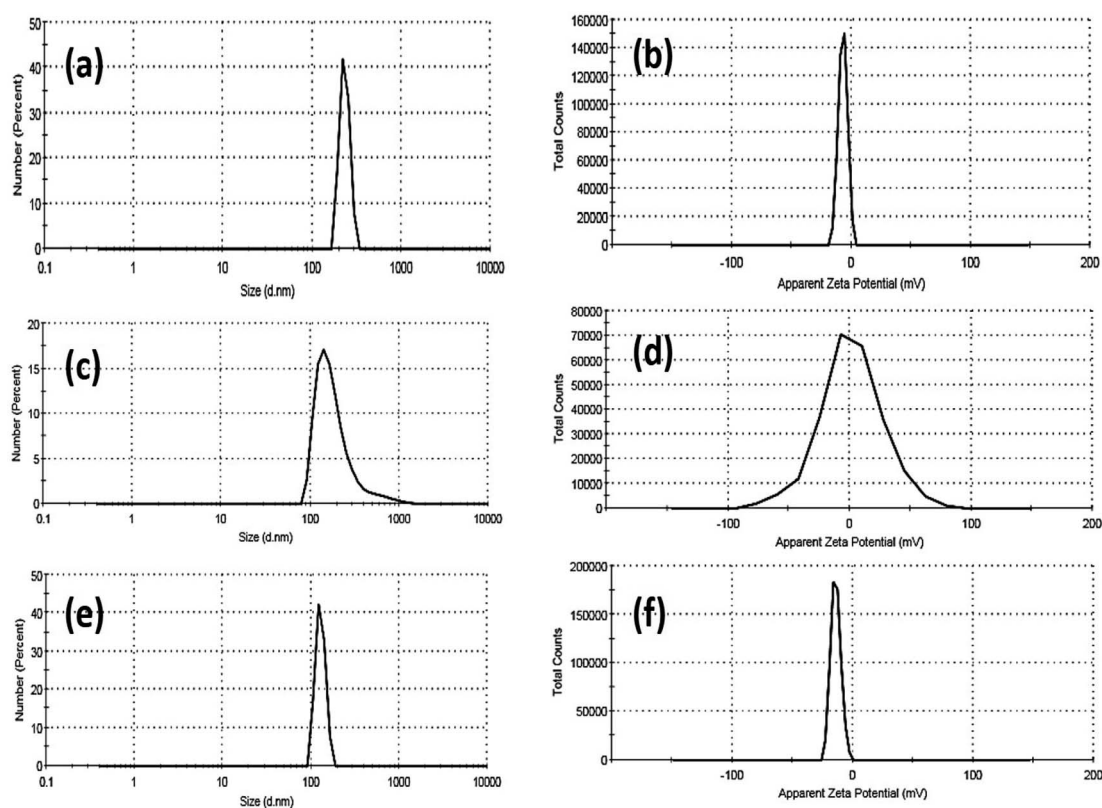 (a)
Number (Percent)
50
40
30
20
10
0
0.1 1 10 100 1000 10000
Size (d.nm)
(b)
Total Counts
160000
140000
120000
100000
80000
60000
40000
20000
0
-100 0 100 200
Apparent Zeta Potential (mV)
(c)
Number (Percent)
20
15
10
5
0
0.1 1 10 100 1000 10000
Size (d.nm)
(d)
Total Counts
80000
70000
60000
50000
40000
30000
20000
10000
0
-100 0 100 200
Apparent Zeta Potential (mV)
(e)
Number (Percent)
50
40
30
20
10
0
0.1 1 10 100 1000 10000
Size (d.nm)
(f)
Total Counts
200000
150000
100000
50000
0
-100 0 100 200
Apparent Zeta Potential (mV)